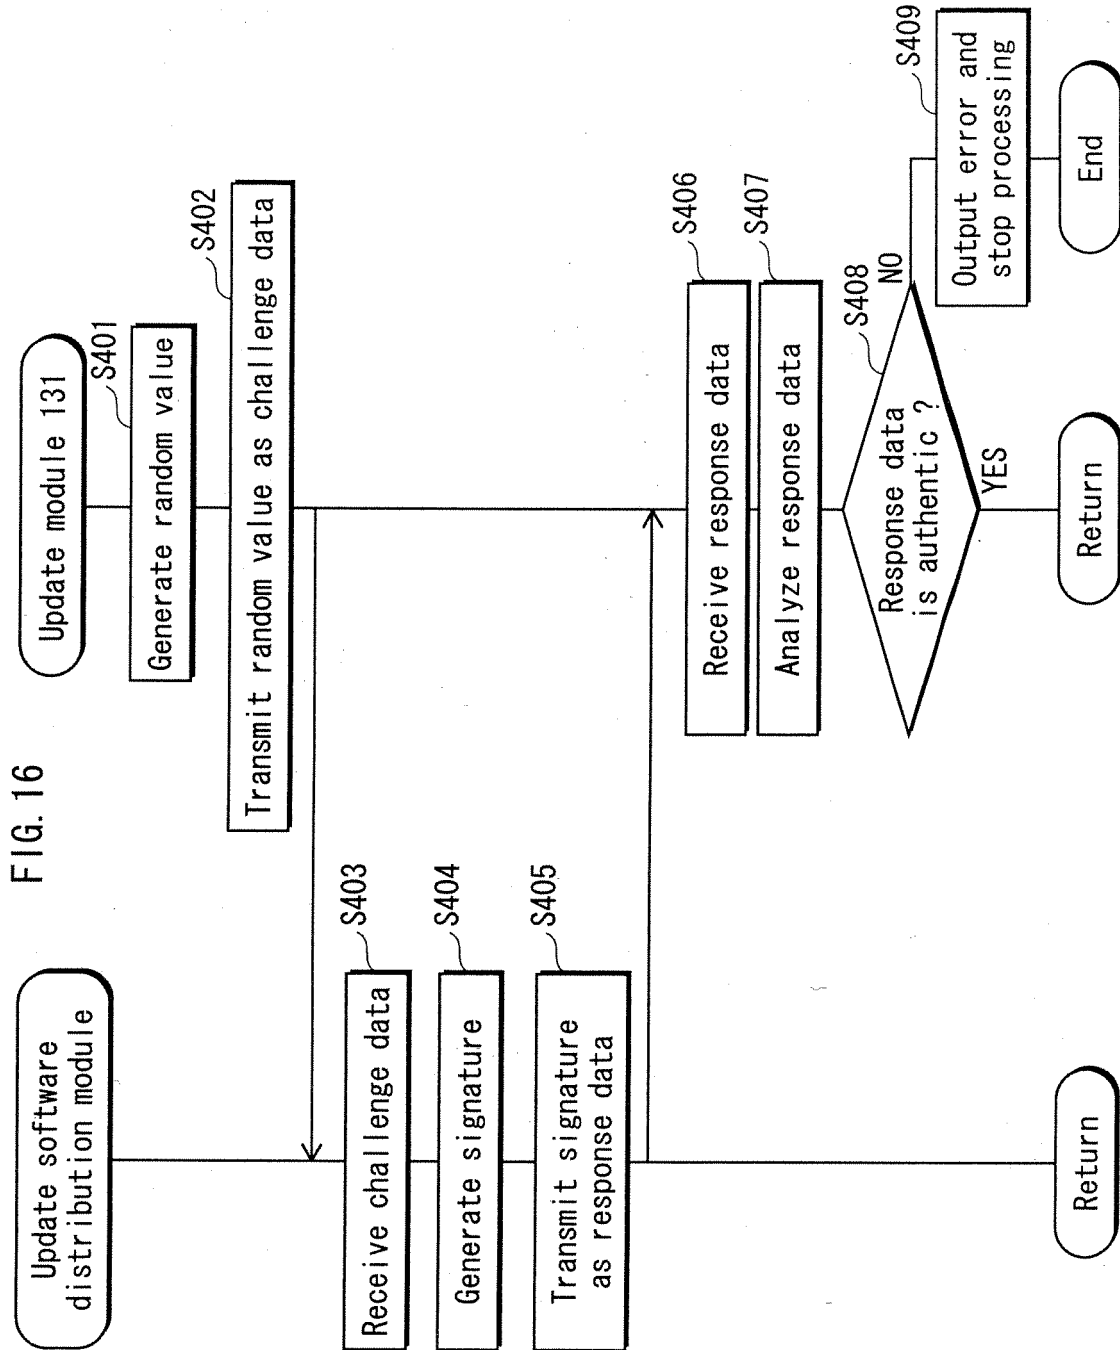 FIG. 16
Update software
distribution module
Update module 131
S401
Generate random value
S402
Transmit random value as challenge data
S403
Receive challenge data
S404
Generate signature
S405
Transmit signature
as response data
S406
Receive response data
S407
Analyze response data
S408
Response data
is authentic ?
NO
YES
S409
Output error and
stop processing
Return
Return
End